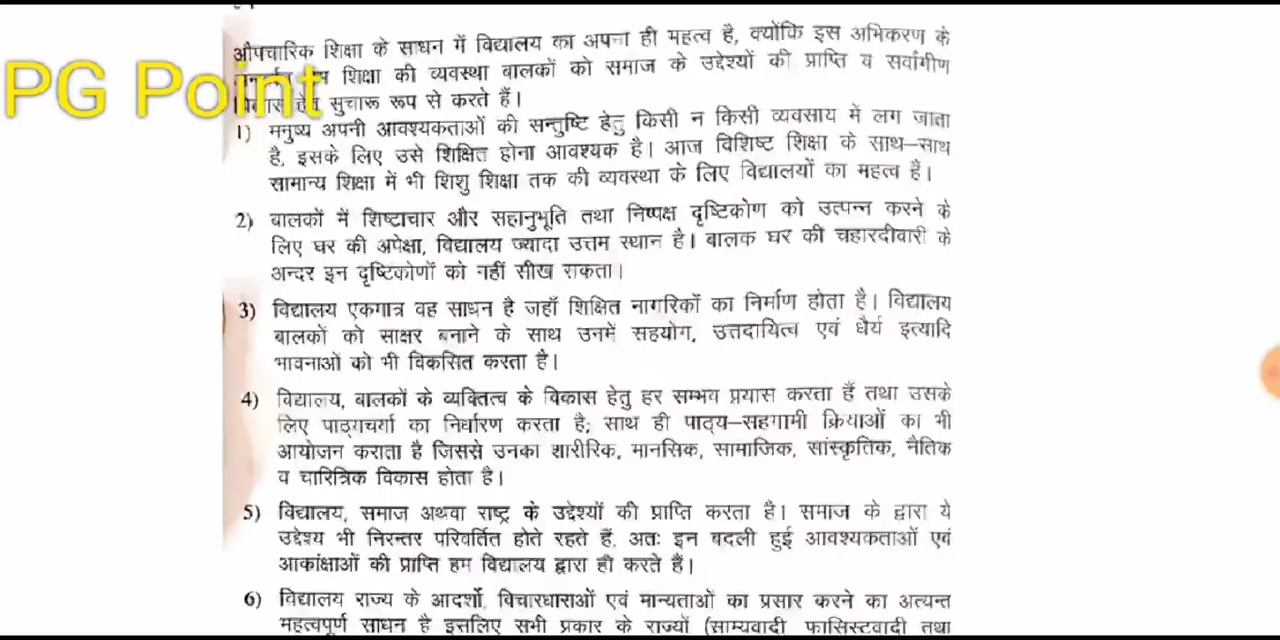 औपचारिक शिक्षा के साधन में विद्यालय का अपना ही महत्व है, क्योंकि इस अभिकरण के
शिक्षा की व्यवस्था बालकों को समाज के उद्देश्यों की प्राप्ति व सर्वांगीण
PG Point
हेतु सुचारू रूप से करते हैं।
1) मनुष्य अपनी आवश्यकताओं की सन्तुष्टि हेतु किसी न किसी व्यवसाय में लग जाता
है, इसके लिए उसे शिक्षित होना आवश्यक है। आज विशिष्ट शिक्षा के साथ–साथ
सामान्य शिक्षा में भी शिशु शिक्षा तक की व्यवस्था के लिए विद्यालयों का महत्व है।
2) बालकों में शिष्टाचार और सहानुभूति तथा निष्पक्ष दृष्टिकोण को उत्पन्न करने के
लिए घर की अपेक्षा, विद्यालय ज्यादा उत्तम स्थान है। बालक घर की चहारदीवारी के
अन्दर इन दृष्टिकोणों को नहीं सीख सकता।
3) विद्यालय एकमात्र वह साधन है जहाँ शिक्षित नागरिकों का निर्माण होता है। विद्यालय
बालकों को साक्षर बनाने के साथ उनमें सहयोग, उत्तदायित्व एवं धैर्य इत्यादि
भावनाओं को भी विकसित करता है।
4) विद्यालय, बालकों के व्यक्तित्व के विकास हेतु हर सम्भव प्रयास करता हैं तथा उसके
लिए पाठ्यचर्या का निर्धारण करता है; साथ ही पाठ्य–सहगामी क्रियाओं का भी
आयोजन कराता है जिससे उनका शारीरिक, मानसिक, सामाजिक, सांस्कृतिक, नैतिक
व चारित्रिक विकास होता है।
5) विद्यालय, समाज अथवा राष्ट्र के उद्देश्यों की प्राप्ति करता है। समाज के द्वारा ये
उद्देश्य भी निरन्तर परिवर्तित होते रहते हैं, अतः इन बदली हुई आवश्यकताओं एवं
आकांक्षाओं की प्राप्ति हम विद्यालय द्वारा ही करते हैं।
6) विद्यालय राज्य के आदर्शो, विचारधाराओं एवं मान्यताओं का प्रसार करने का अत्यन्त
महत्वपूर्ण साधन है इसलिए सभी प्रकार के राज्यों (साम्यवादी फासिस्टवादी तथा